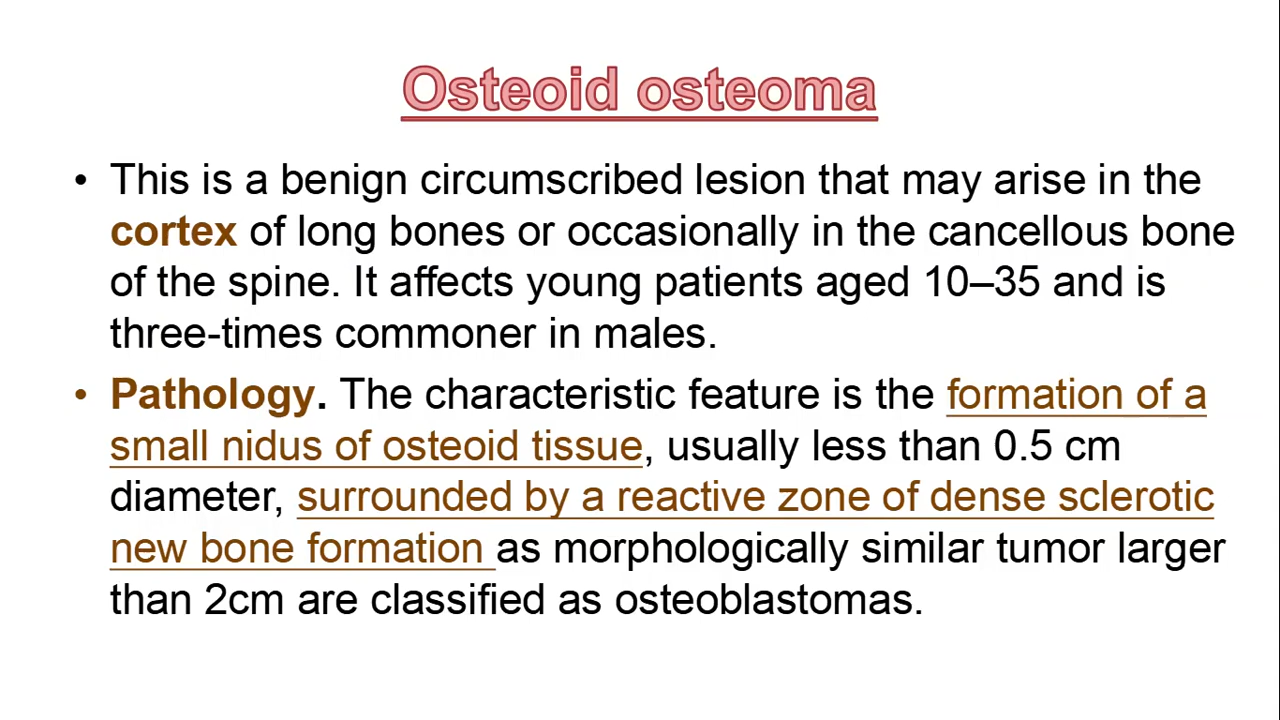 Osteoid osteoma
• This is a benign circumscribed lesion that may arise in the
cortex of long bones or occasionally in the cancellous bone
of the spine. It affects young patients aged 10–35 and is
three-times commoner in males.
• Pathology. The characteristic feature is the formation of a
small nidus of osteoid tissue, usually less than 0.5 cm
diameter, surrounded by a reactive zone of dense sclerotic
new bone formation as morphologically similar tumor larger
than 2cm are classified as osteoblastomas.